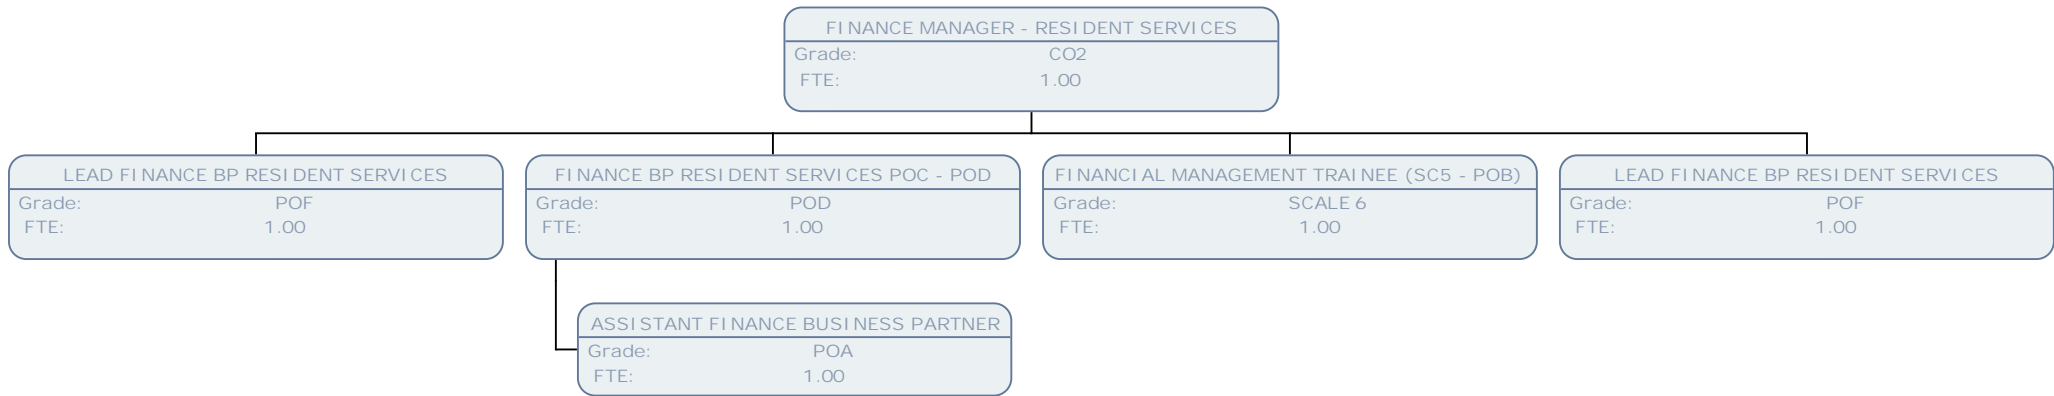 FINANCE MANAGER - RESIDENT SERVICES
Grade: CO2
FTE: 1.00
LEAD FINANCE BP RESIDENT SERVICES
Grade: POF
FTE: 1.00
FINANCE BP RESIDENT SERVICES POC - POD
Grade: POD
FTE: 1.00
FINANCIAL MANAGEMENT TRAINEE (SC5 - POB)
Grade: SCALE 6
FTE: 1.00
LEAD FINANCE BP RESIDENT SERVICES
Grade: POF
FTE: 1.00
ASSISTANT FINANCE BUSINESS PARTNER
Grade: POA
FTE: 1.00